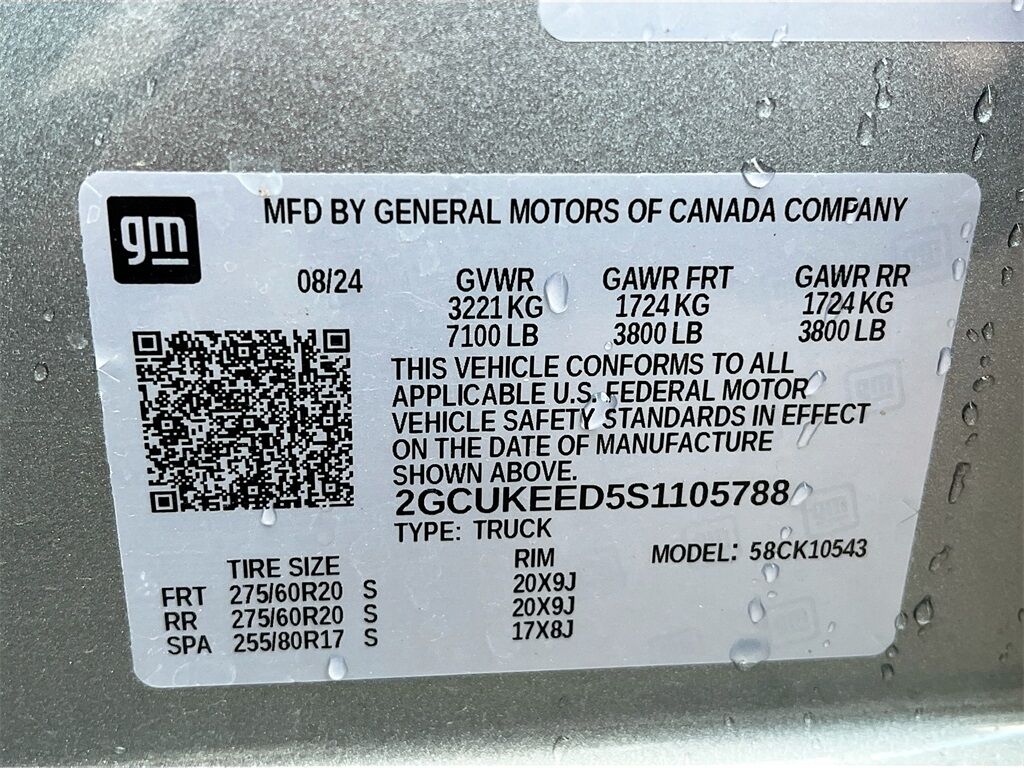 gm
MFD BY GENERAL MOTORS OF CANADA COMPANY
08/24 GVWR GAWR FRT GAWR RR
3221 KG 1724 KG 1724 KG
7100 LB 3800 LB 3800 LB
THIS VEHICLE CONFORMS TO ALL
APPLICABLE U.S. FEDERAL MOTOR
VEHICLE SAFETY STANDARDS IN EFFECT
ON THE DATE OF MANUFACTURE
SHOWN ABOVE.
2GCUKEED5S1105788
TYPE: TRUCK
TIRE SIZE RIM MODEL: 58CK10543
FRT 275/60R20 S 20X9J
RR 275/60R20 S 20X9J
SPA 255/80R17 S 17X8J